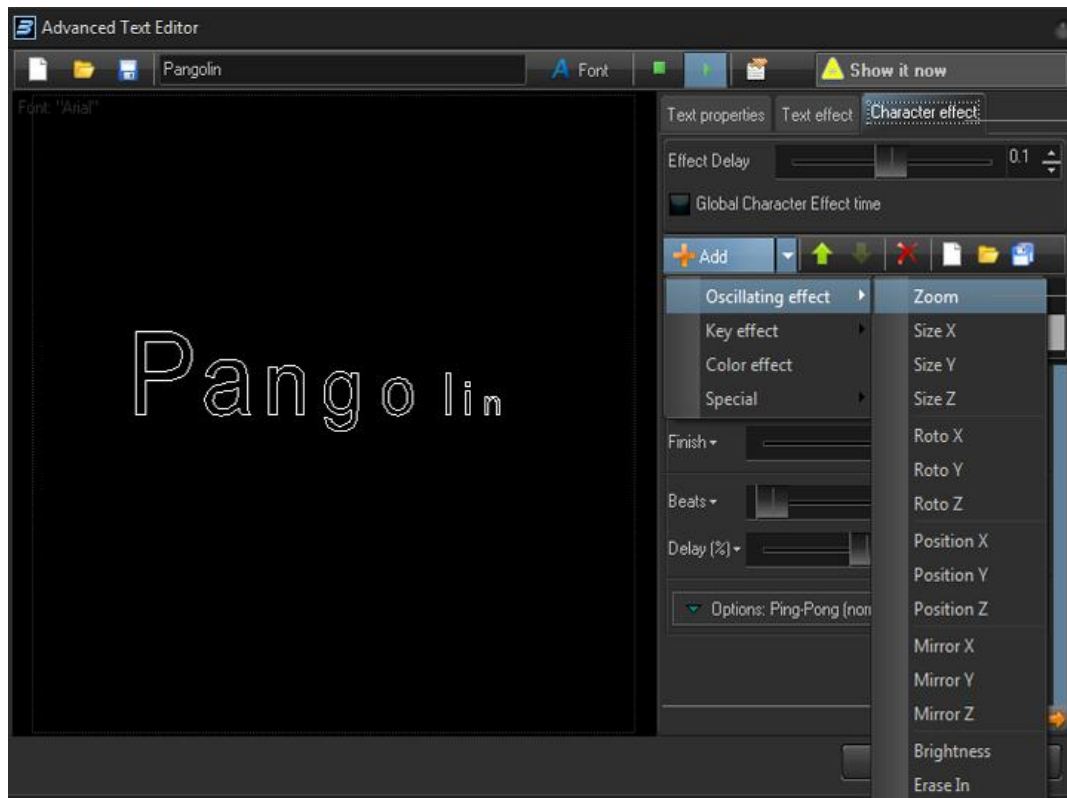 Advanced Text Editor
Pangolin
A Font
Show it now
Font: "Arial"
Text properties
Text effect
Character effect
Effect Delay
0.1
Global Character Effect time
Add
Oscillating effect
Zoom
Key effect
Size X
Color effect
Size Y
Special
Size Z
Pangolin
Finish
Roto X
Roto Y
Beats
Roto Z
Delay (%)
Position X
Position Y
Options: Ping-Pong (non
Position Z
Mirror X
Mirror Y
Mirror Z
Brightness
Erase In